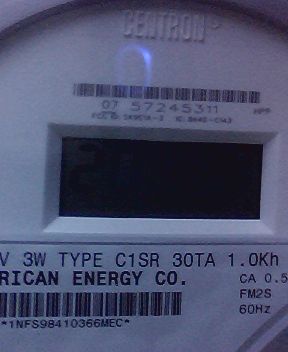 CENTRON
07 57245311
V 3W TYPE C1SR 30TA 1.0Kh
RICAN ENERGY CO.
CA 0.5
FM2S
60Hz
*1NFS98410366MEC*